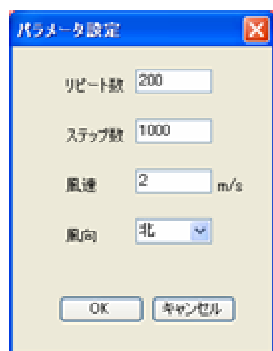 パラメータ設定
リピート数 200
ステップ数 1000
風速 2 m/s
風向 北
OK キャンセル